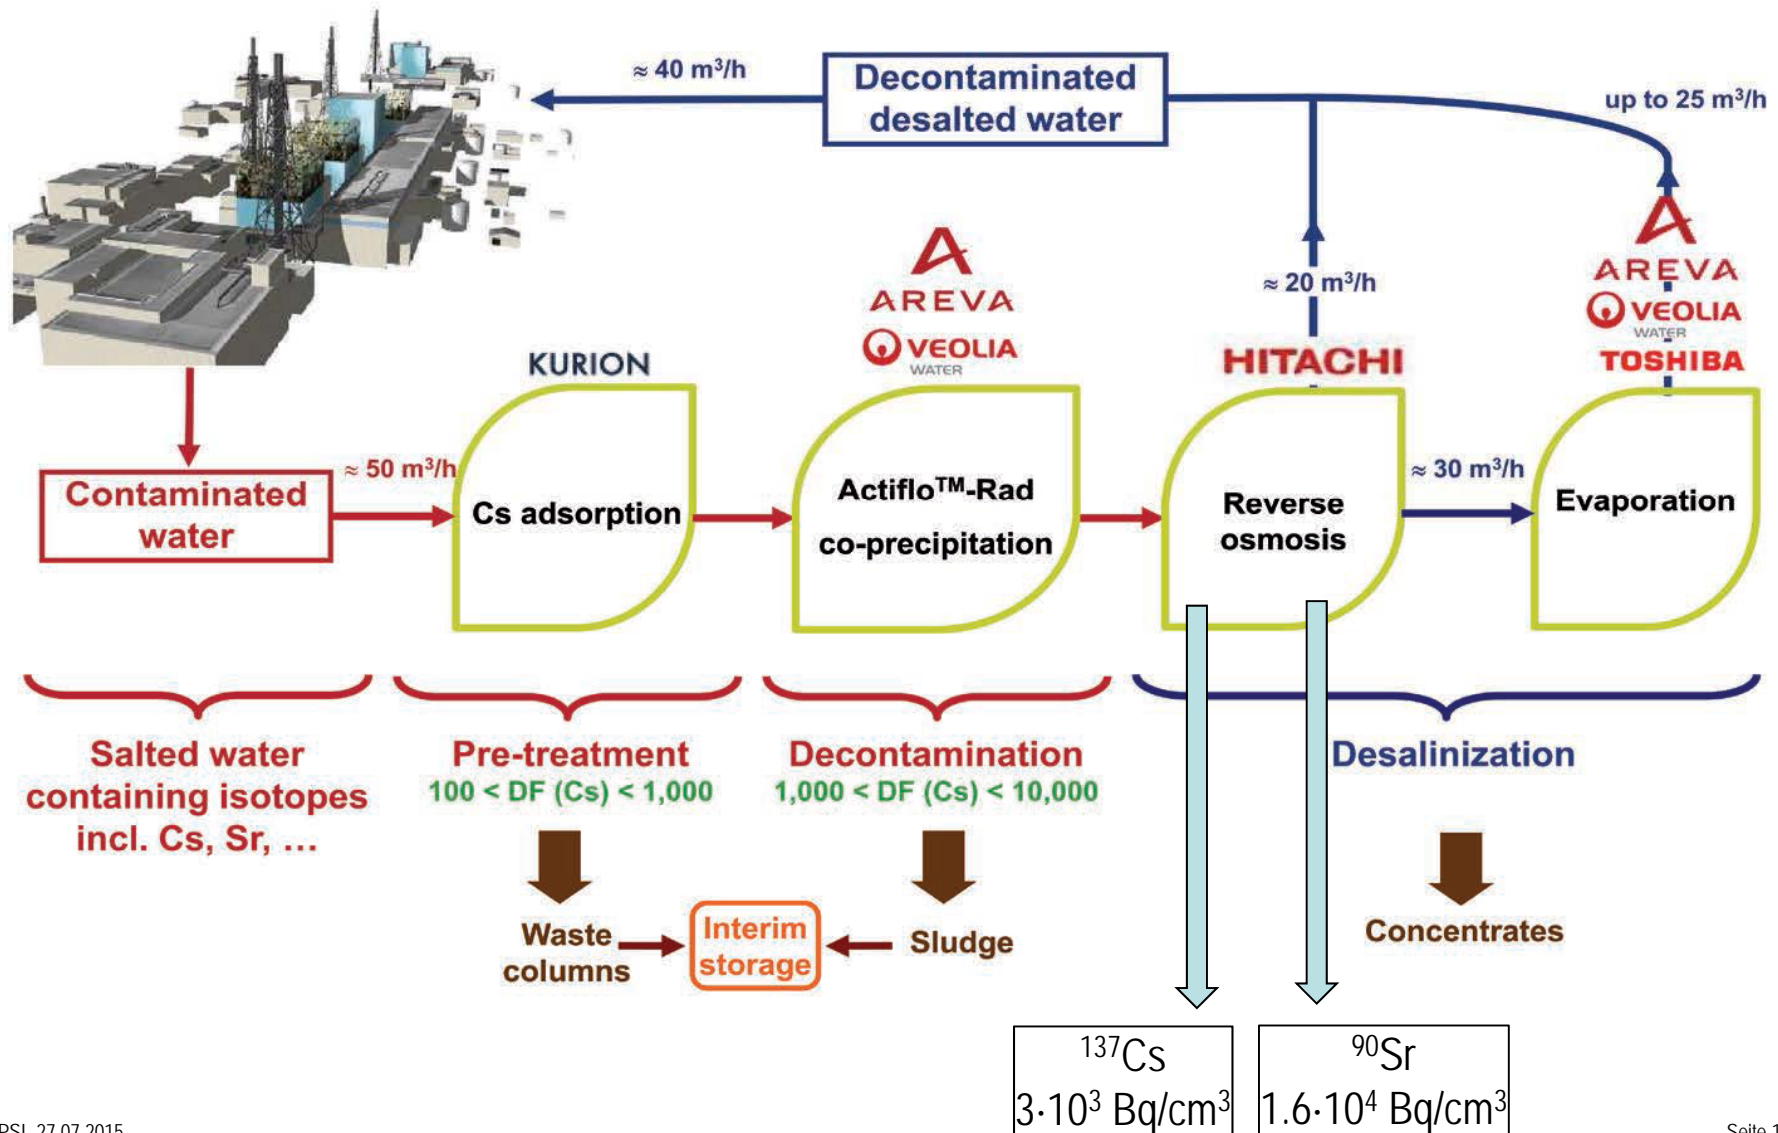 ≈ 40 m³/h
Decontaminated
desalted water
up to 25 m³/h
≈ 20 m³/h
AREVA
VEOLIA
WATER
AREVA
VEOLIA
WATER
TOSHIBA
KURION
HITACHI
Contaminated
water
≈ 50 m³/h
Cs adsorption
Actiflo™-Rad
co-precipitation
Reverse
osmosis
≈ 30 m³/h
Evaporation
Salted water
containing isotopes
incl. Cs, Sr, …
Pre-treatment
100 < DF (Cs) < 1,000
Decontamination
1,000 < DF (Cs) < 10,000
Desalinization
Waste
columns
Interim
storage
Sludge
Concentrates
¹³⁷Cs
3·10³ Bq/cm³
⁹⁰Sr
1.6·10⁴ Bq/cm³
PSI, 27.07.2015
Seite 1